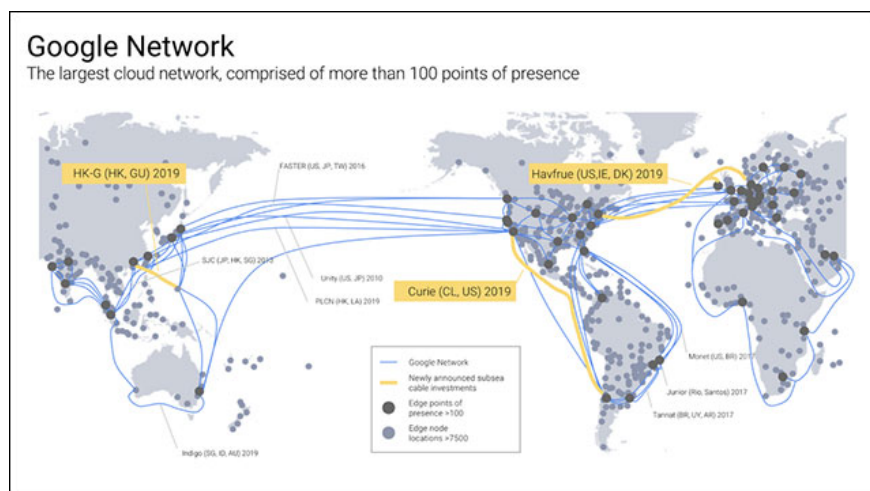 Google Network
The largest cloud network, comprised of more than 100 points of presence
FASTER (US, JP, TW) 2016
HK-G (HK, GU) 2019
Havfrue (US,IE, DK) 2019
SJC (JP, HK, SG) 2013
Unity (US, JP) 2010
Curie (CL, US) 2019
PLCN (HK, LA) 2019
Monet (US, BR) 2017
Google Network
Newly announced subsea
cable investments
Edge points of
presence >100
Edge node
locations >7500
Junior (Rio, Santos) 2017
Tannat (BR, UY, AR) 2017
Indigo (SG, ID, AU) 2019